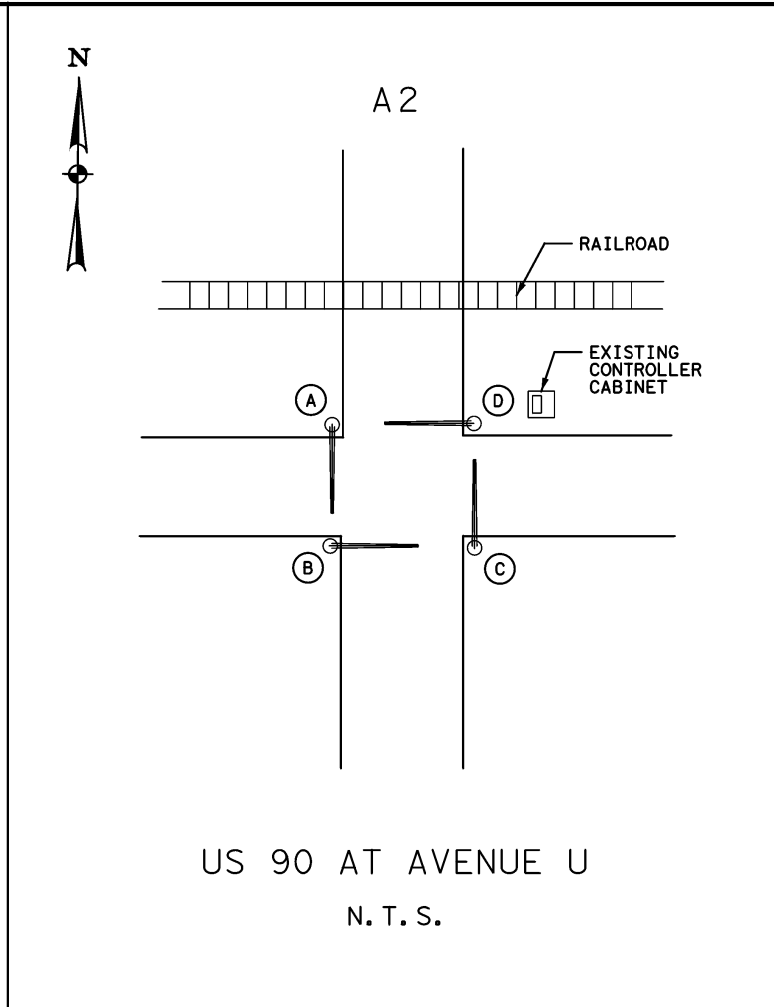 N
A2
RAILROAD
EXISTING
CONTROLLER
CABINET
A
D
B
C
US 90 AT AVENUE U
N.T.S.